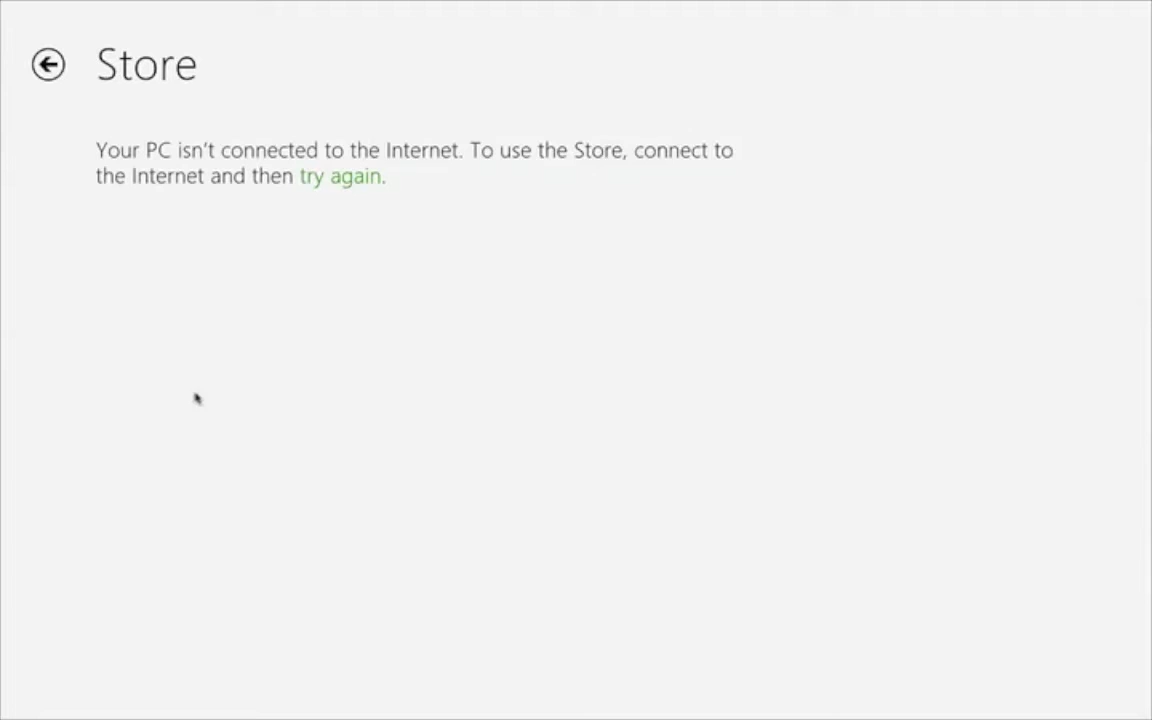 Store
Your PC isn't connected to the Internet. To use the Store, connect to
the Internet and then try again.